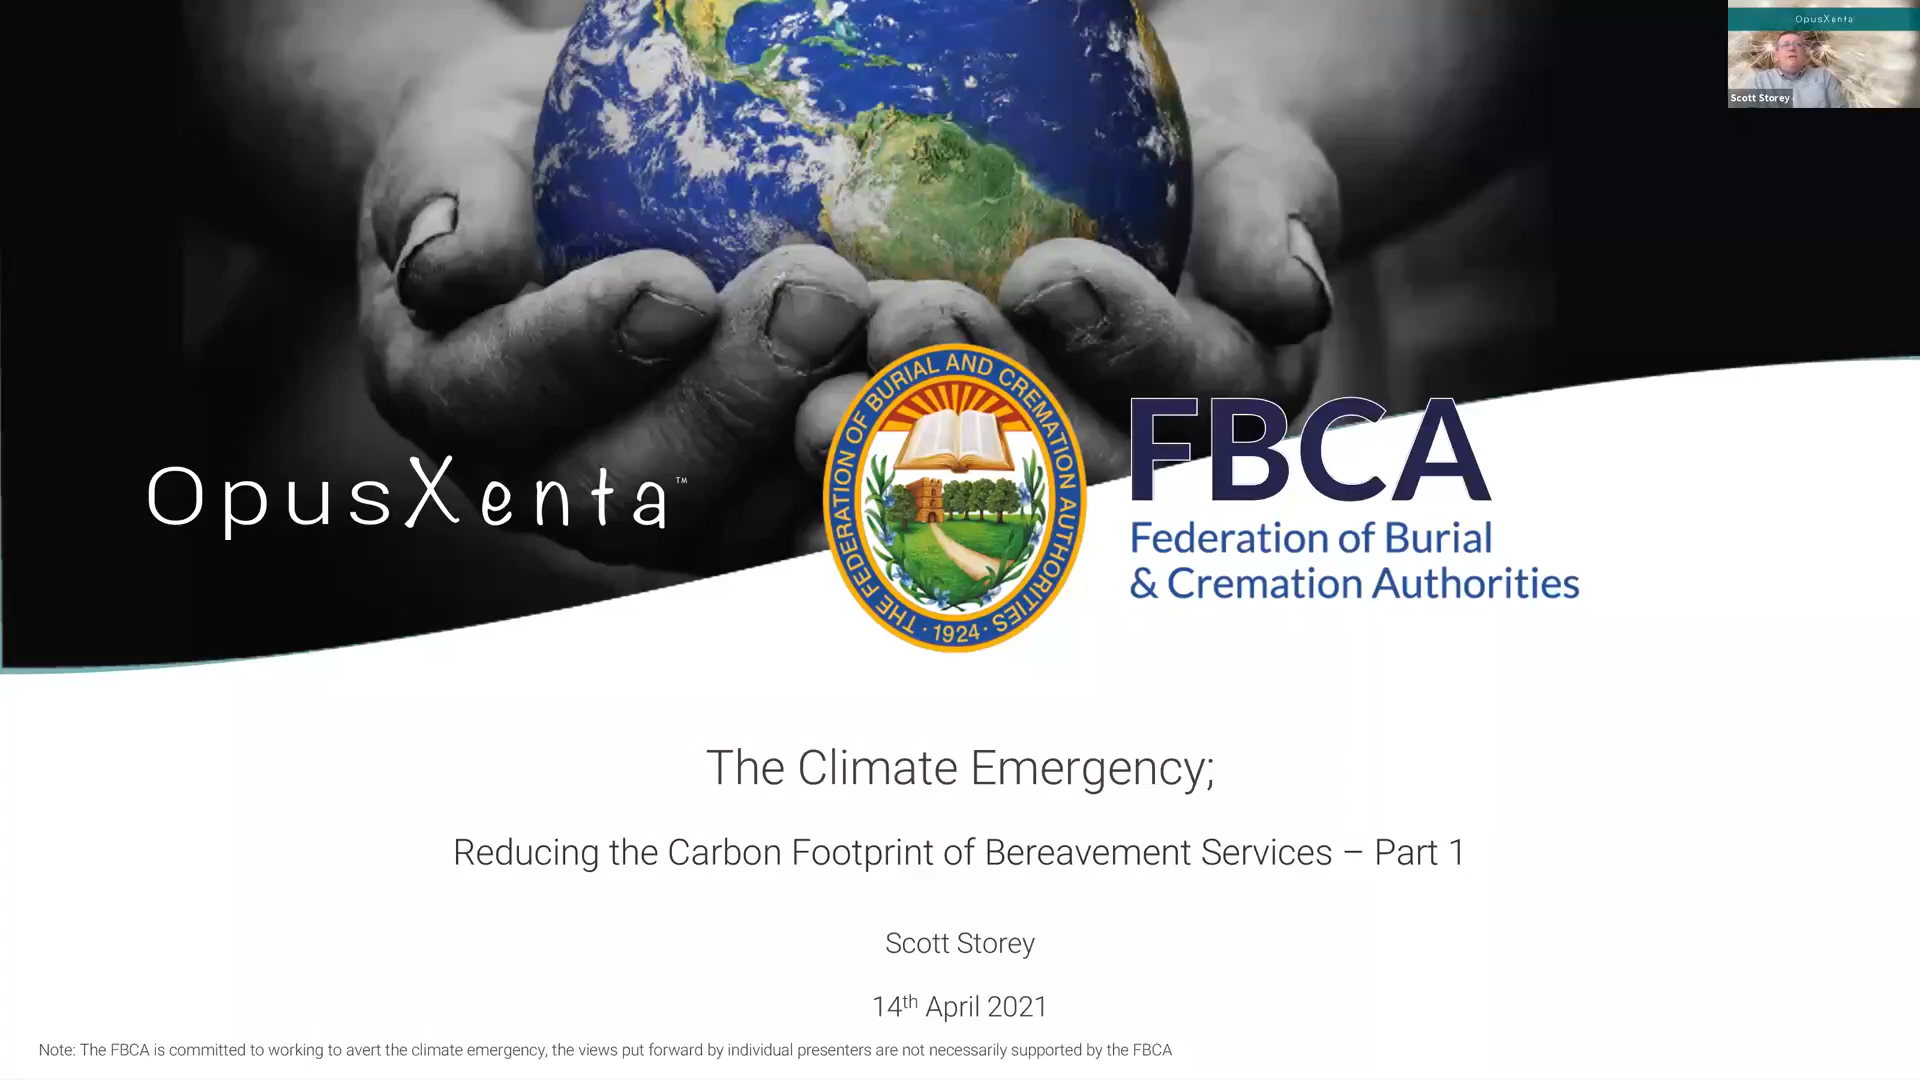 OpusXenta
Scott Storey
OpusXenta™
THE FEDERATION OF BURIAL AND CREMATION AUTHORITIES
· 1924 ·
FBCA
Federation of Burial
& Cremation Authorities
The Climate Emergency;
Reducing the Carbon Footprint of Bereavement Services – Part 1
Scott Storey
14th April 2021
Note: The FBCA is committed to working to avert the climate emergency, the views put forward by individual presenters are not necessarily supported by the FBCA